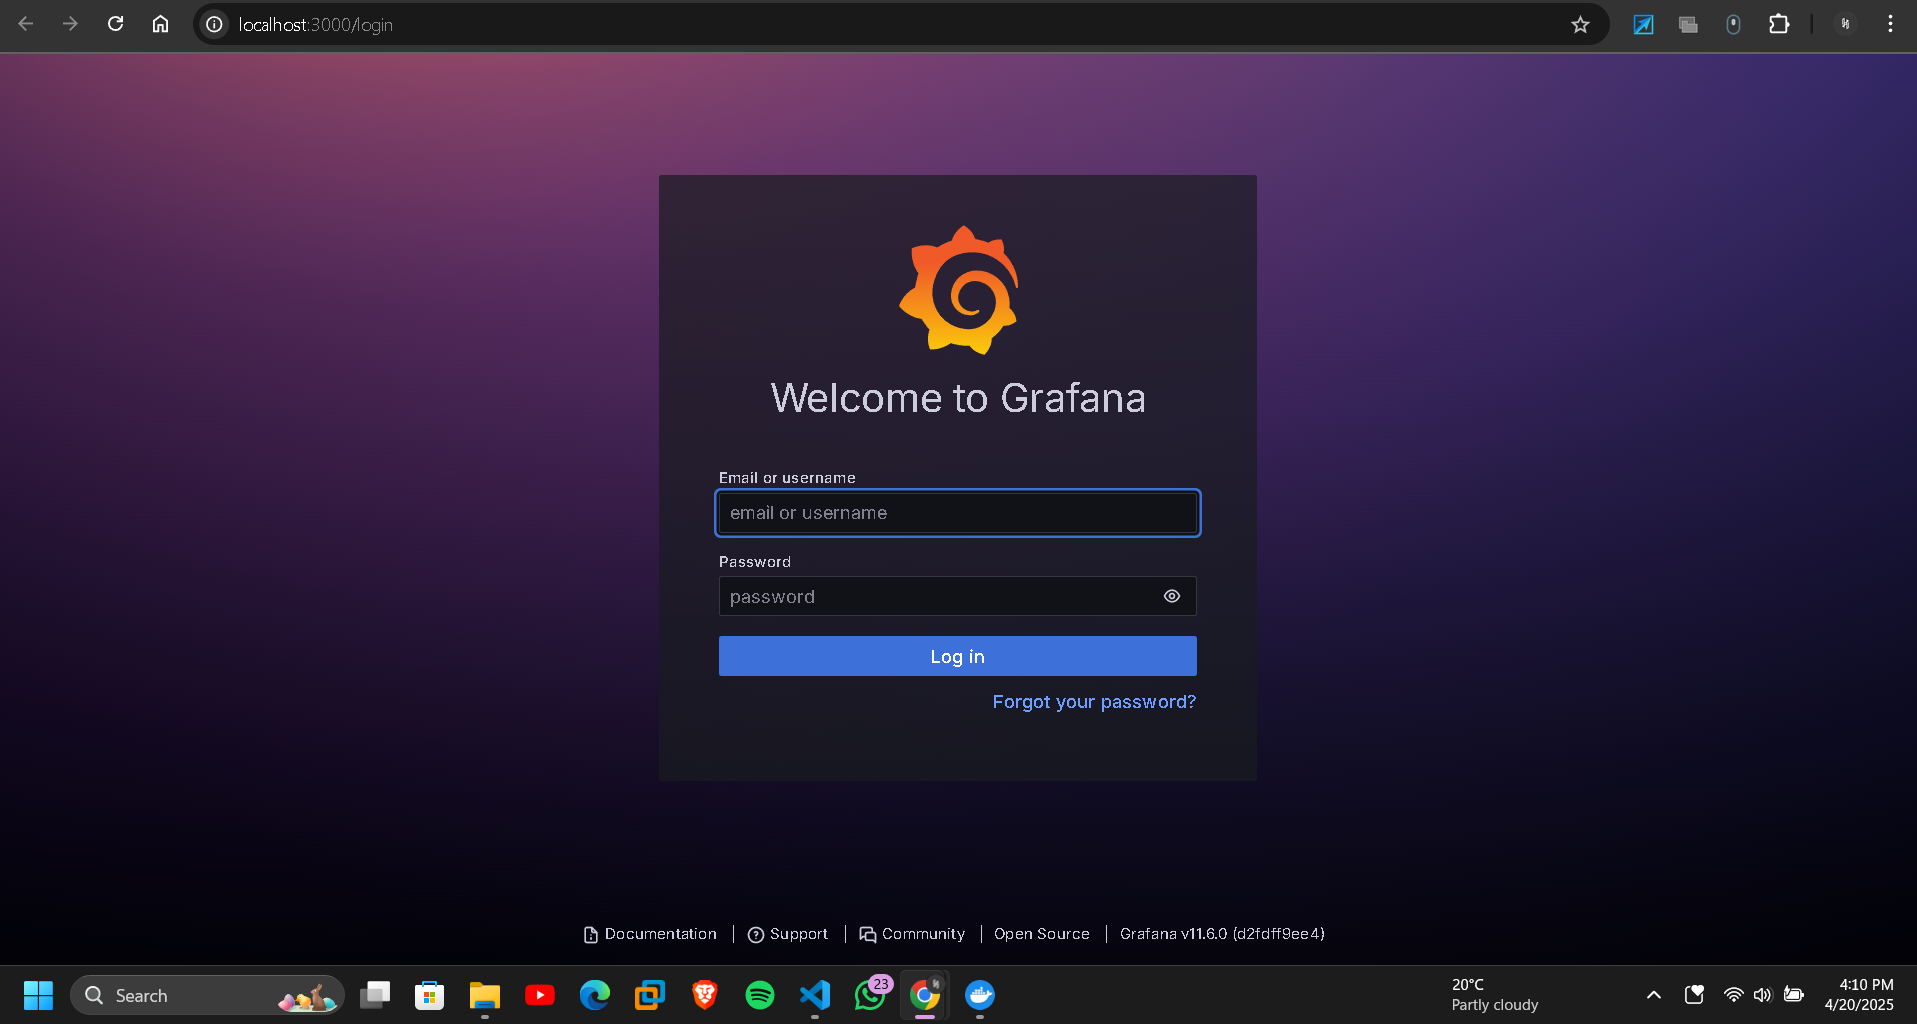 localhost:3000/login
Welcome to Grafana
Email or username
email or username
Password
password
Log in
Forgot your password?
Documentation | Support | Community | Open Source | Grafana v11.6.0 (d2fdff9ee4)
Search
23
20°C
Partly cloudy
4:10 PM
4/20/2025